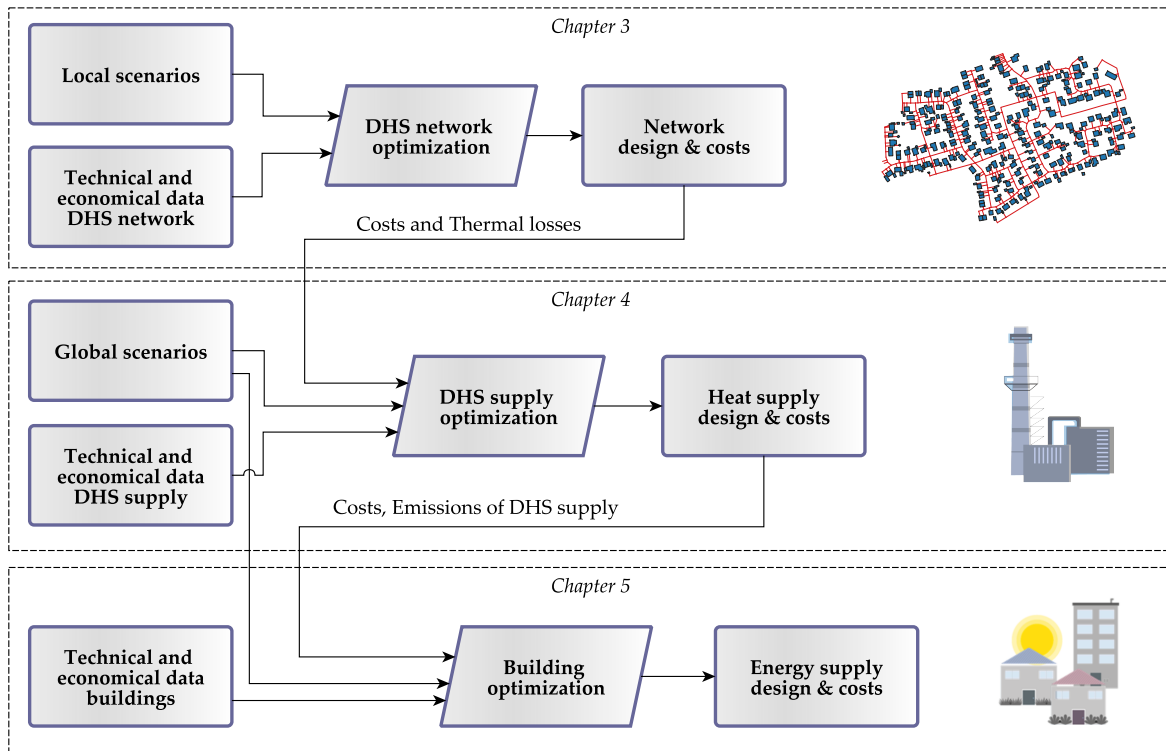 Chapter 3
Local scenarios
Technical and
economical data
DHS network
DHS network
optimization
Network
design & costs
Costs and Thermal losses
Chapter 4
Global scenarios
Technical and
economical data
DHS supply
DHS supply
optimization
Heat supply
design & costs
Costs, Emissions of DHS supply
Chapter 5
Technical and
economical data
buildings
Building
optimization
Energy supply
design & costs